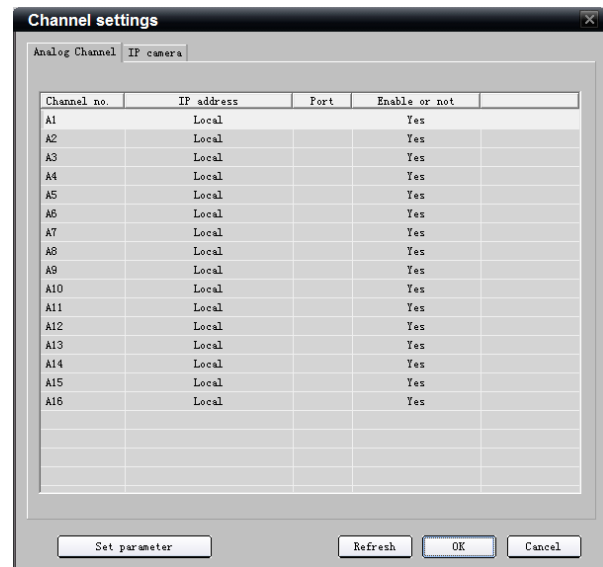 Channel settings
Analog Channel IP camera
Channel no. IP address Port Enable or not
A1 Local Yes
A2 Local Yes
A3 Local Yes
A4 Local Yes
A5 Local Yes
A6 Local Yes
A7 Local Yes
A8 Local Yes
A9 Local Yes
A10 Local Yes
A11 Local Yes
A12 Local Yes
A13 Local Yes
A14 Local Yes
A15 Local Yes
A16 Local Yes
Set parameter Refresh OK Cancel